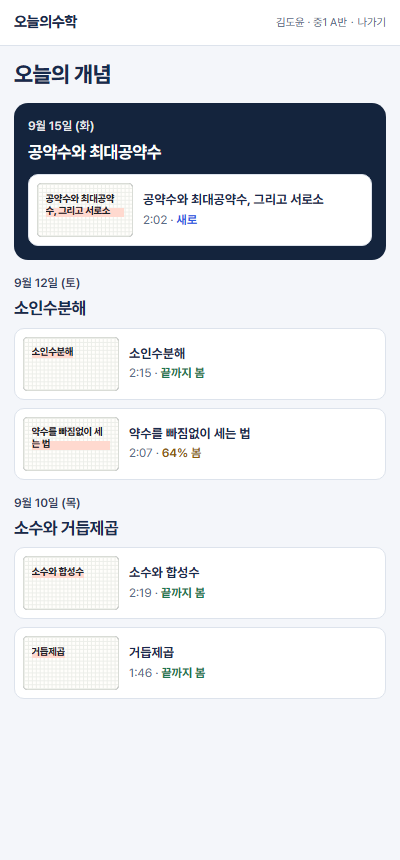 오늘의수학
김도윤 · 중1 A반 · 나가기
오늘의 개념
9월 15일 (화)
공약수와 최대공약수
공약수와 최대공약
수, 그리고 서로소
공약수와 최대공약수, 그리고 서로소
2:02 · 새로
9월 12일 (토)
소인수분해
소인수분해
소인수분해
2:15 · 끝까지 봄
약수를 빠짐없이 세
는 법
약수를 빠짐없이 세는 법
2:07 · 64% 봄
9월 10일 (목)
소수와 거듭제곱
소수와 합성수
소수와 합성수
2:19 · 끝까지 봄
거듭제곱
거듭제곱
1:46 · 끝까지 봄